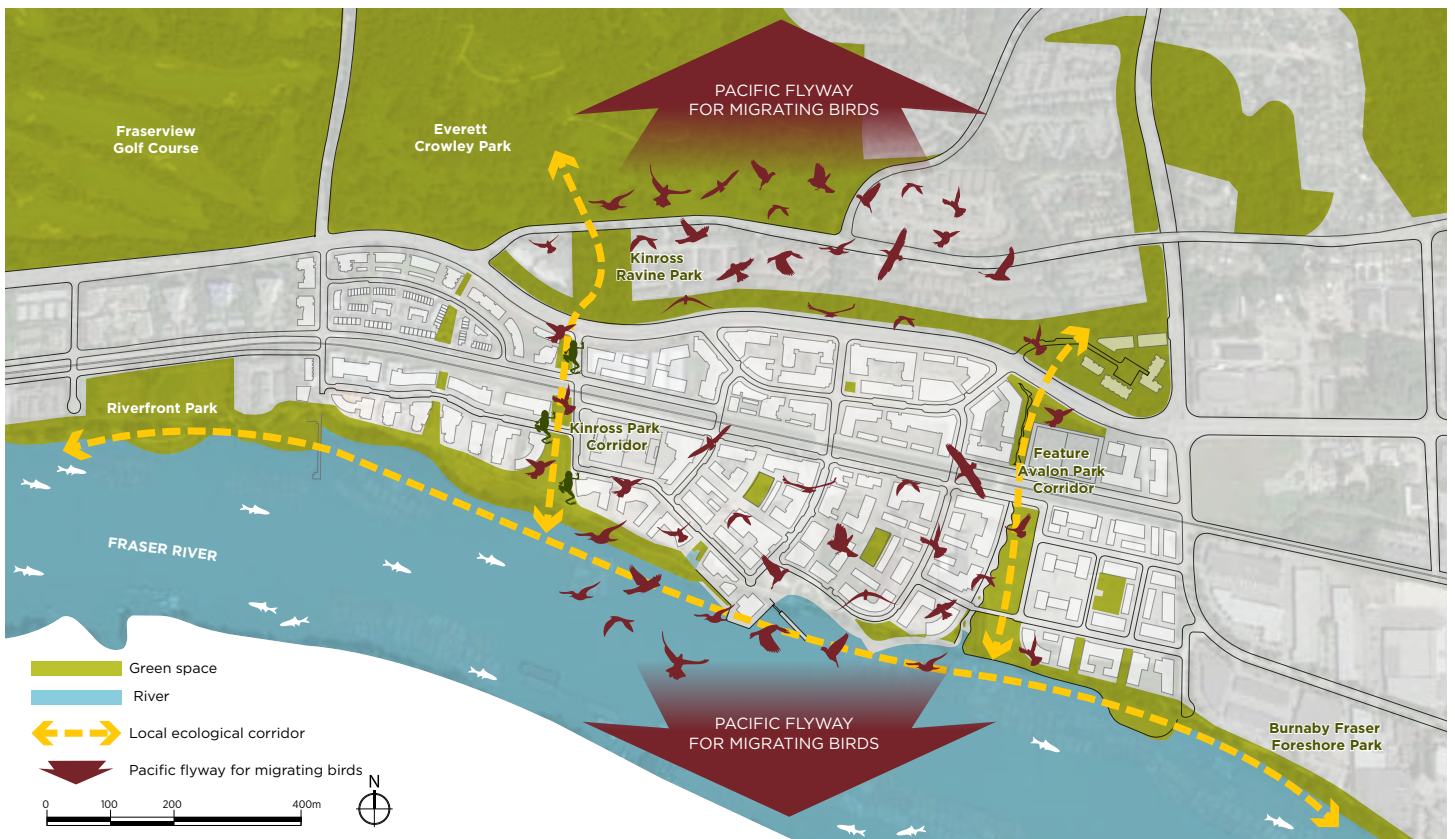 PACIFIC FLYWAY
FOR MIGRATING BIRDS
Fraserview
Golf Course
Everett
Crowley Park
Kinross
Ravine Park
Riverfront Park
Kinross Park
Corridor
Feature
Avalon Park
Corridor
FRASER RIVER
PACIFIC FLYWAY
FOR MIGRATING BIRDS
Burnaby Fraser
Foreshore Park
Green space
River
Local ecological corridor
Pacific flyway for migrating birds
N
0 100 200 400m